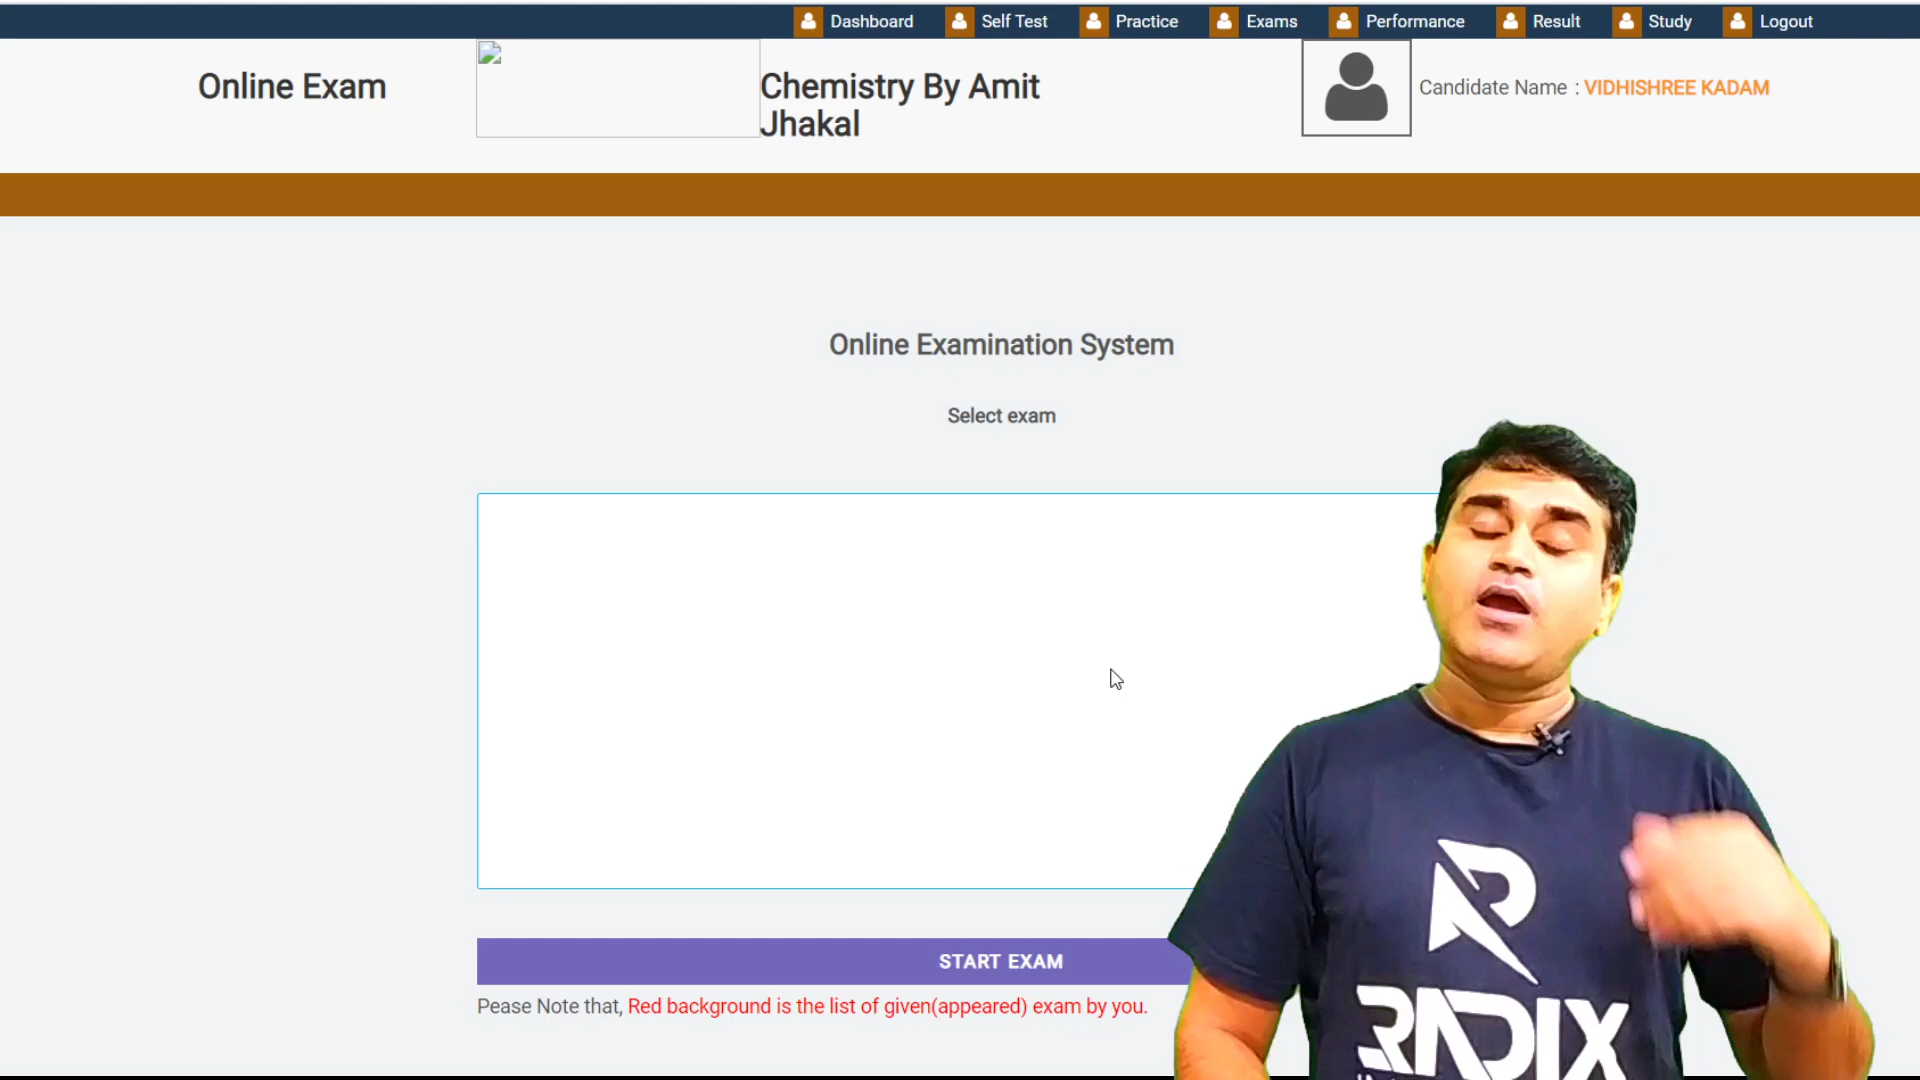 Dashboard Self Test Practice Exams Performance Result Study Logout
Online Exam
Chemistry By Amit
Jhakal
Candidate Name : VIDHISHREE KADAM
Online Examination System
Select exam
START EXAM
Pease Note that, Red background is the list of given(appeared) exam by you.
RADIX